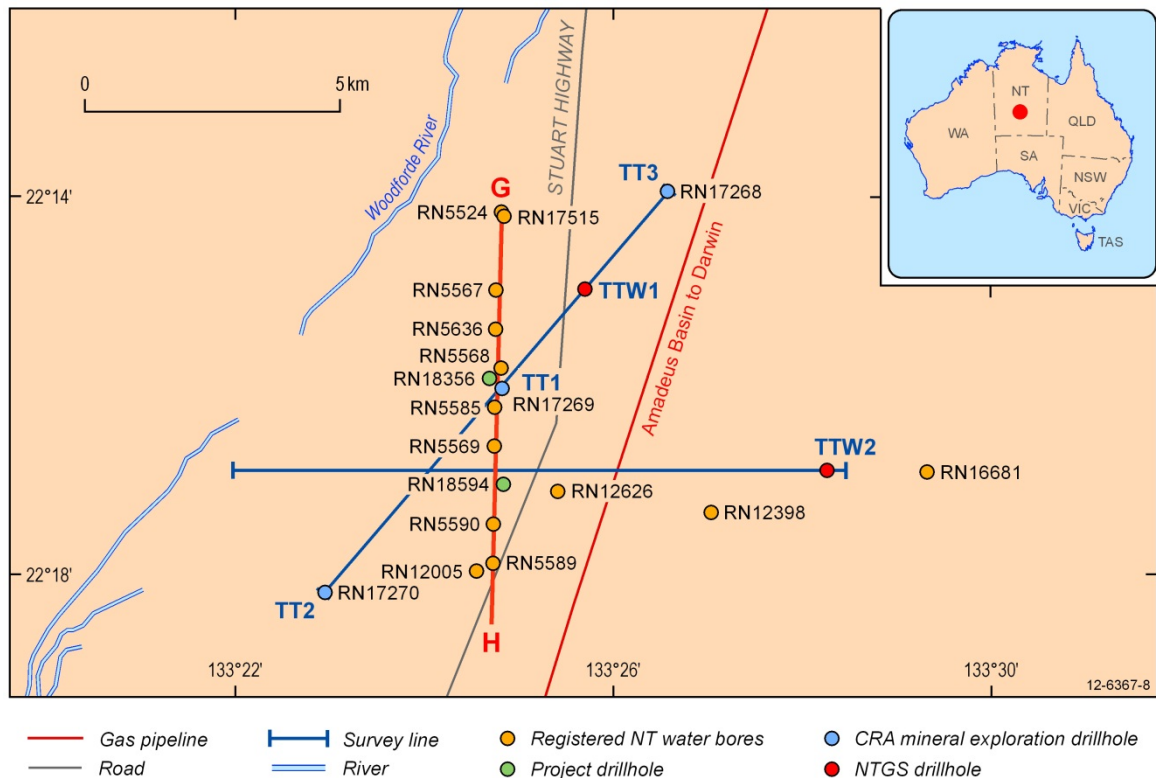 0
5 km
Woodforde River
STUART HIGHWAY
NT
WA
QLD
SA
NSW
VIC
TAS
22°14'
G
TT3
RN17268
RN5524
RN17515
RN5567
TTW1
RN5636
RN5568
RN18356
TT1
RN17269
RN5585
Amadeus Basin to Darwin
RN5569
TTW2
RN16681
RN18594
RN12626
RN12398
RN5590
22°18'
RN12005
RN5589
TT2
RN17270
H
133°22'
133°26'
133°30'
12-6367-8
Gas pipeline
Survey line
Registered NT water bores
CRA mineral exploration drillhole
Road
River
Project drillhole
NTGS drillhole